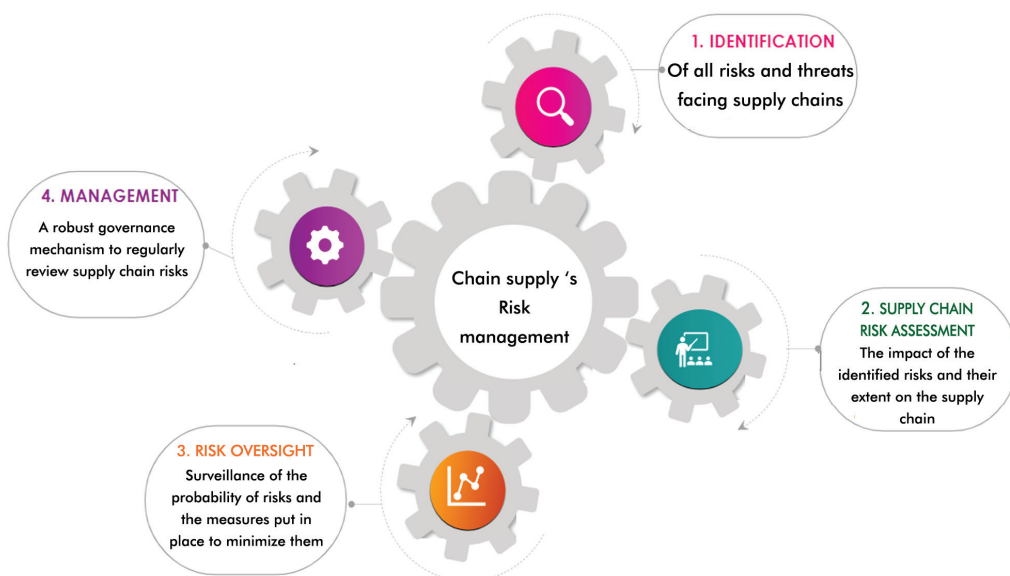 1. IDENTIFICATION
Of all risks and threats
facing supply chains
4. MANAGEMENT
A robust governance
mechanism to regularly
review supply chain risks
Chain supply ‘s
Risk
management
2. SUPPLY CHAIN
RISK ASSESSMENT
The impact of the
identified risks and their
extent on the supply
chain
3. RISK OVERSIGHT
Surveillance of the
probability of risks and
the measures put in
place to minimize them